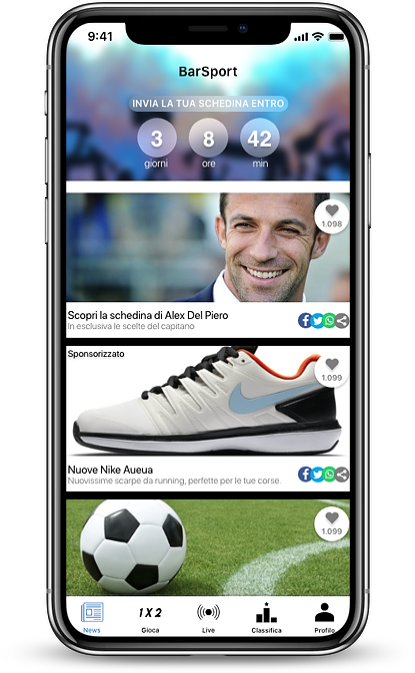 9:41
BarSport
INVIA LA TUA SCHEDINA ENTRO
3 8 42
giorni ore min
1.098
Scopri la schedina di Alex Del Piero
In esclusiva le scelte del capitano
Sponsorizzato
1.099
Nuove Nike Aueua
Nuovissime scarpe da running, perfette per le tue corse.
1.099
1 X 2
News Gioca Live Classifica Profilo